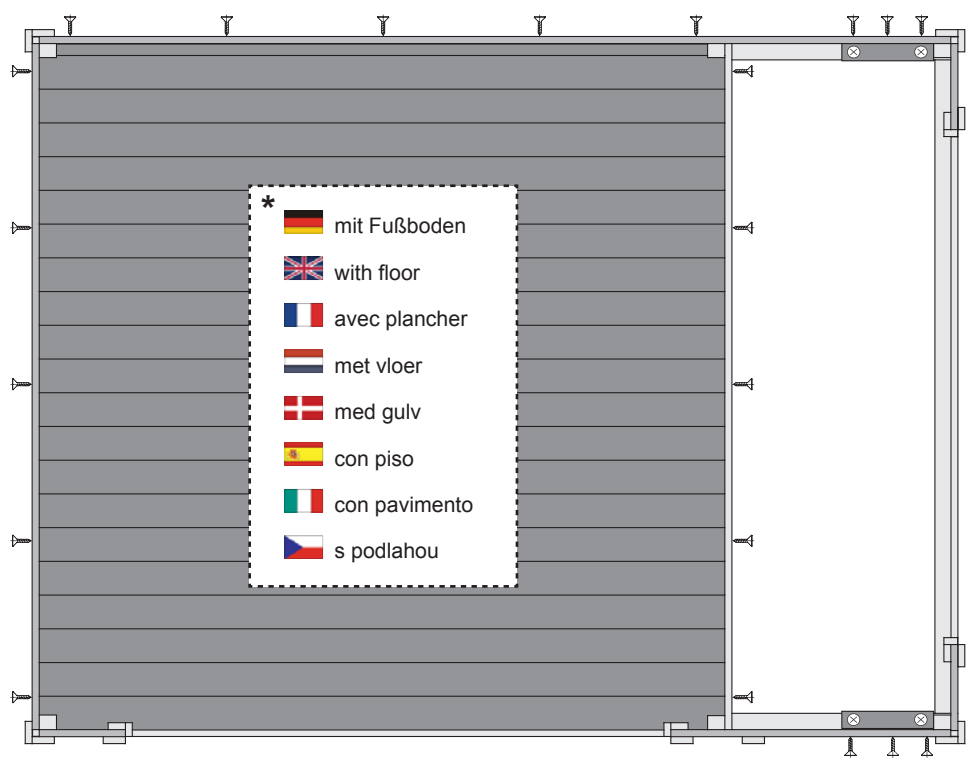 *
mit Fußboden
with floor
avec plancher
met vloer
med gulv
con piso
con pavimento
s podlahou